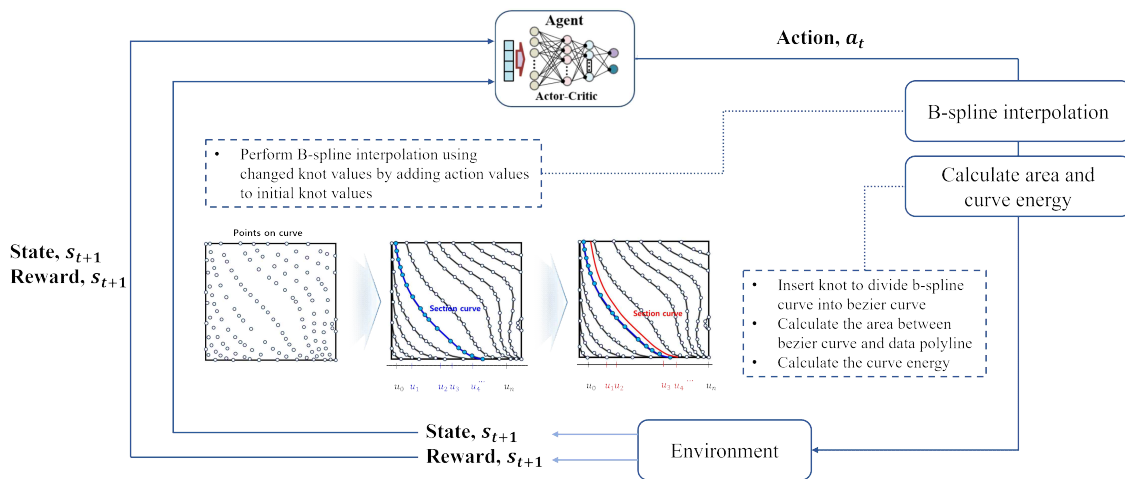 Agent
Actor-Critic
Action, a_t
B-spline interpolation
• Perform B-spline interpolation using
changed knot values by adding action values
to initial knot values
Calculate area and
curve energy
State, s_{t+1}
Reward, s_{t+1}
Points on curve
Section curve
Section curve
u_0 u_1 u_2 u_3 u_4 ... u_n
u_0 u_1 u_2 u_3 u_4 ... u_n
• Insert knot to divide b-spline
curve into bezier curve
• Calculate the area between
bezier curve and data polyline
• Calculate the curve energy
State, s_{t+1}
Reward, s_{t+1}
Environment